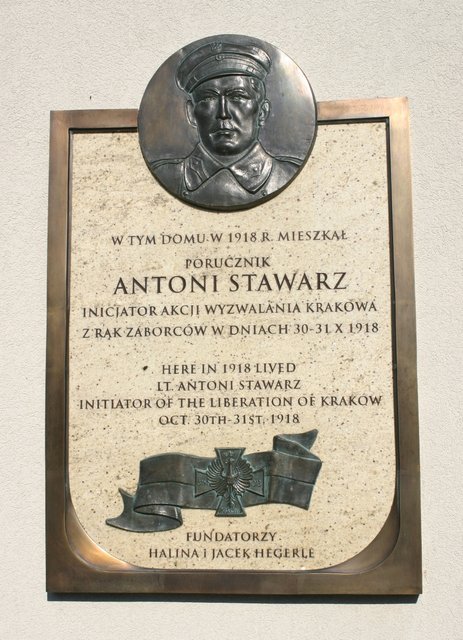 W TYM DOMU W 1918 R. MIESZKAŁ
PORUCZNIK
ANTONI STAWARZ
INICJATOR AKCJI WYZWALANIA KRAKOWA
Z RĄK ZABORCÓW W DNIACH 30-31 X 1918
HERE IN 1918 LIVED
LT. ANTONI STAWARZ
INITIATOR OF THE LIBERATION OF KRAKÓW
OCT. 30TH-31ST. 1918
FUNDATORZY
HALINA I JACEK HEGERLE